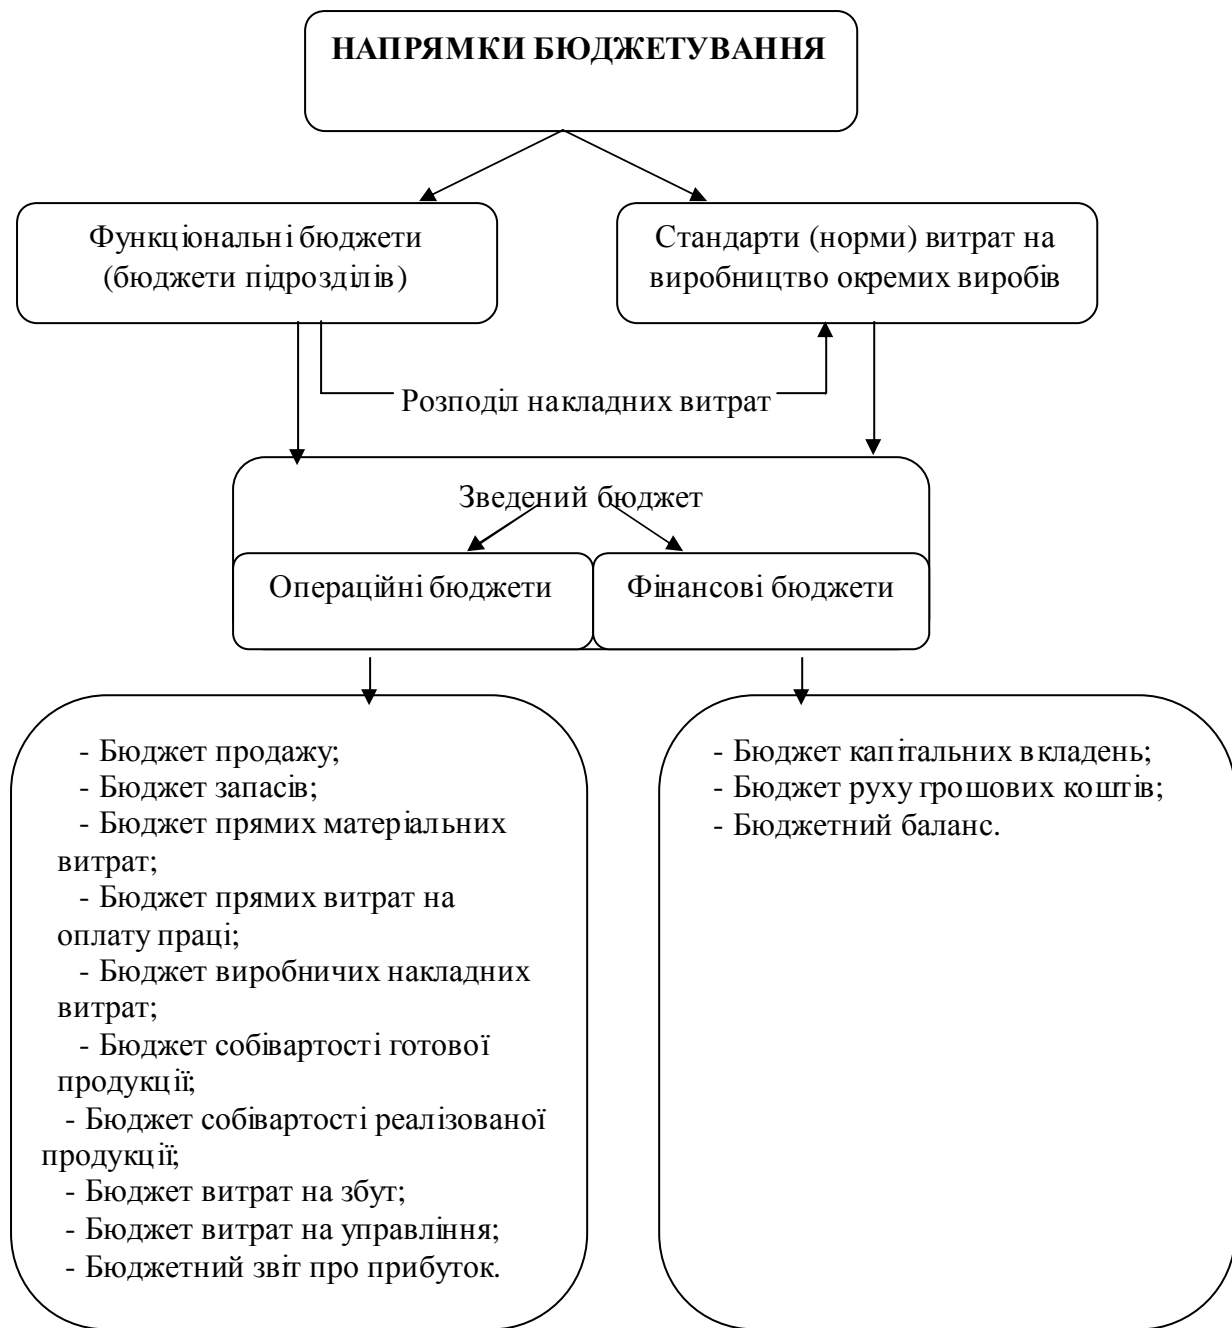 НАПРЯМКИ БЮДЖЕТУВАННЯ
Функціональні бюджети
(бюджети підрозділів)
Стандарти (норми) витрат на
виробництво окремих виробів
Розподіл накладних витрат
Зведений бюджет
Операційні бюджети
Фінансові бюджети
- Бюджет продажу;
- Бюджет запасів;
- Бюджет прямих матеріальних
витрат;
- Бюджет прямих витрат на
оплату праці;
- Бюджет виробничих накладних
витрат;
- Бюджет собівартості готової
продукції;
- Бюджет собівартості реалізованої
продукції;
- Бюджет витрат на збут;
- Бюджет витрат на управління;
- Бюджетний звіт про прибуток.
- Бюджет капітальних вкладень;
- Бюджет руху грошових коштів;
- Бюджетний баланс.